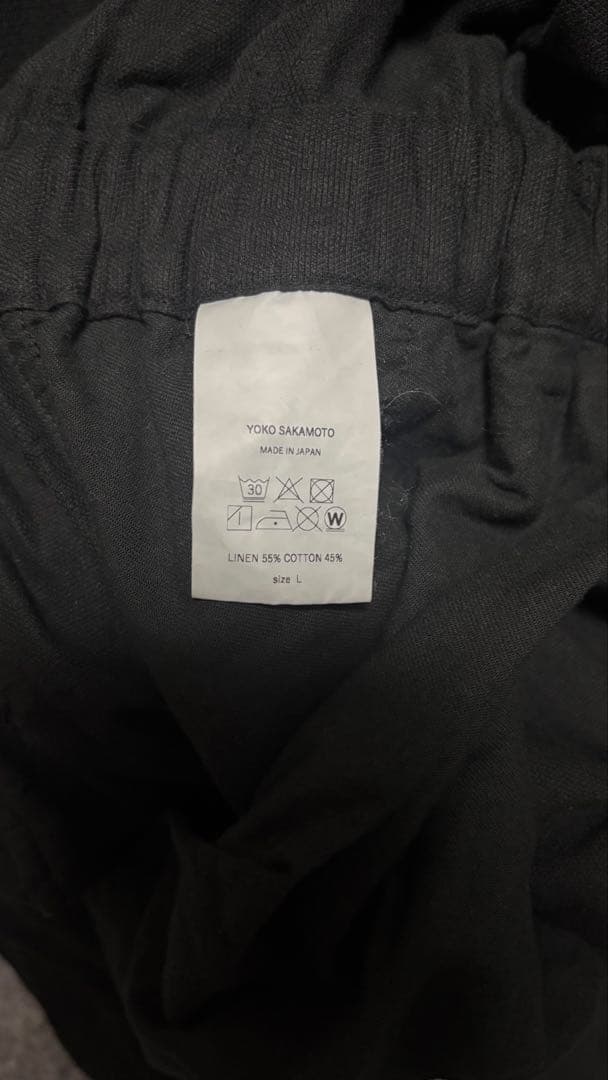 YOKO SAKAMOTO
MADE IN JAPAN
30
W
LINEN 55% COTTON 45%
size L